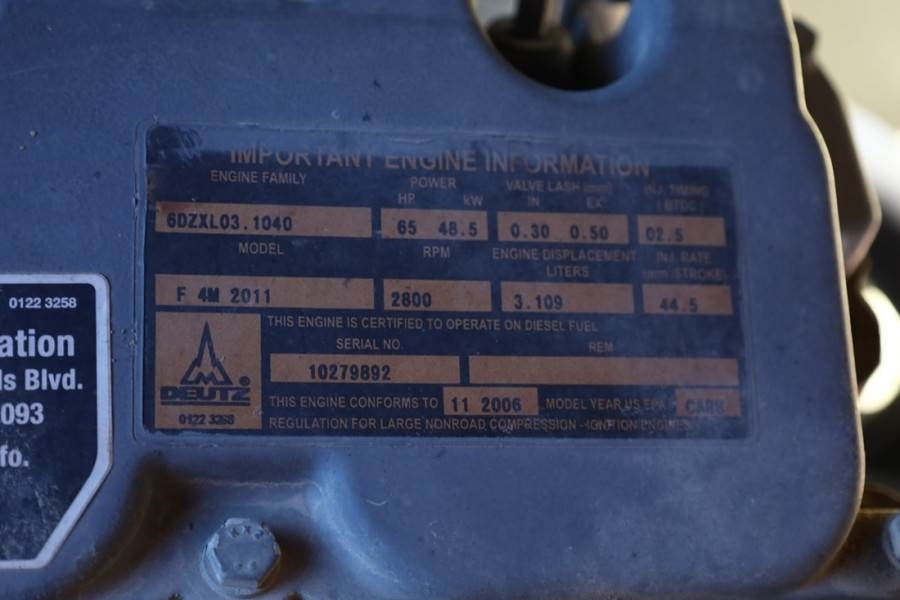 IMPORTANT ENGINE INFORMATION
ENGINE FAMILY POWER VALVE LASH (mm) INJ. TIMING
HP kW IN EX ( BTDC )
6DZXL03.1040 65 48.5 0.30 0.50 02.5
MODEL RPM ENGINE DISPLACEMENT INJ. RATE
LITERS (mm³/STROKE)
F 4M 2011 2800 3.109 44.5
THIS ENGINE IS CERTIFIED TO OPERATE ON DIESEL FUEL
SERIAL NO. REM
10279892
DEUTZ ®
0122 3268
THIS ENGINE CONFORMS TO 11 2006 MODEL YEAR US EPA CARB
REGULATION FOR LARGE NONROAD COMPRESSION -IGNITION ENGINES
0122 3258
ation
ls Blvd.
093
fo.